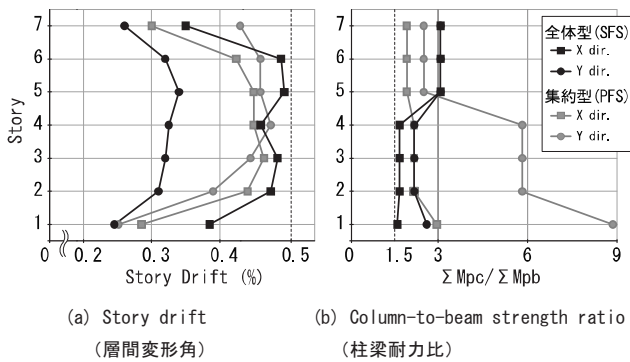 Story
7
6
5
4
3
2
1
0
0.2
0.3
0.4
0.5
Story Drift (%)
(a) Story drift
(層間変形角)
0
1.5
3
6
9
ΣMpc/ΣMpb
(b) Column-to-beam strength ratio
(柱梁耐力比)
全体型(SFS)
X dir.
Y dir.
集約型(PFS)
X dir.
Y dir.